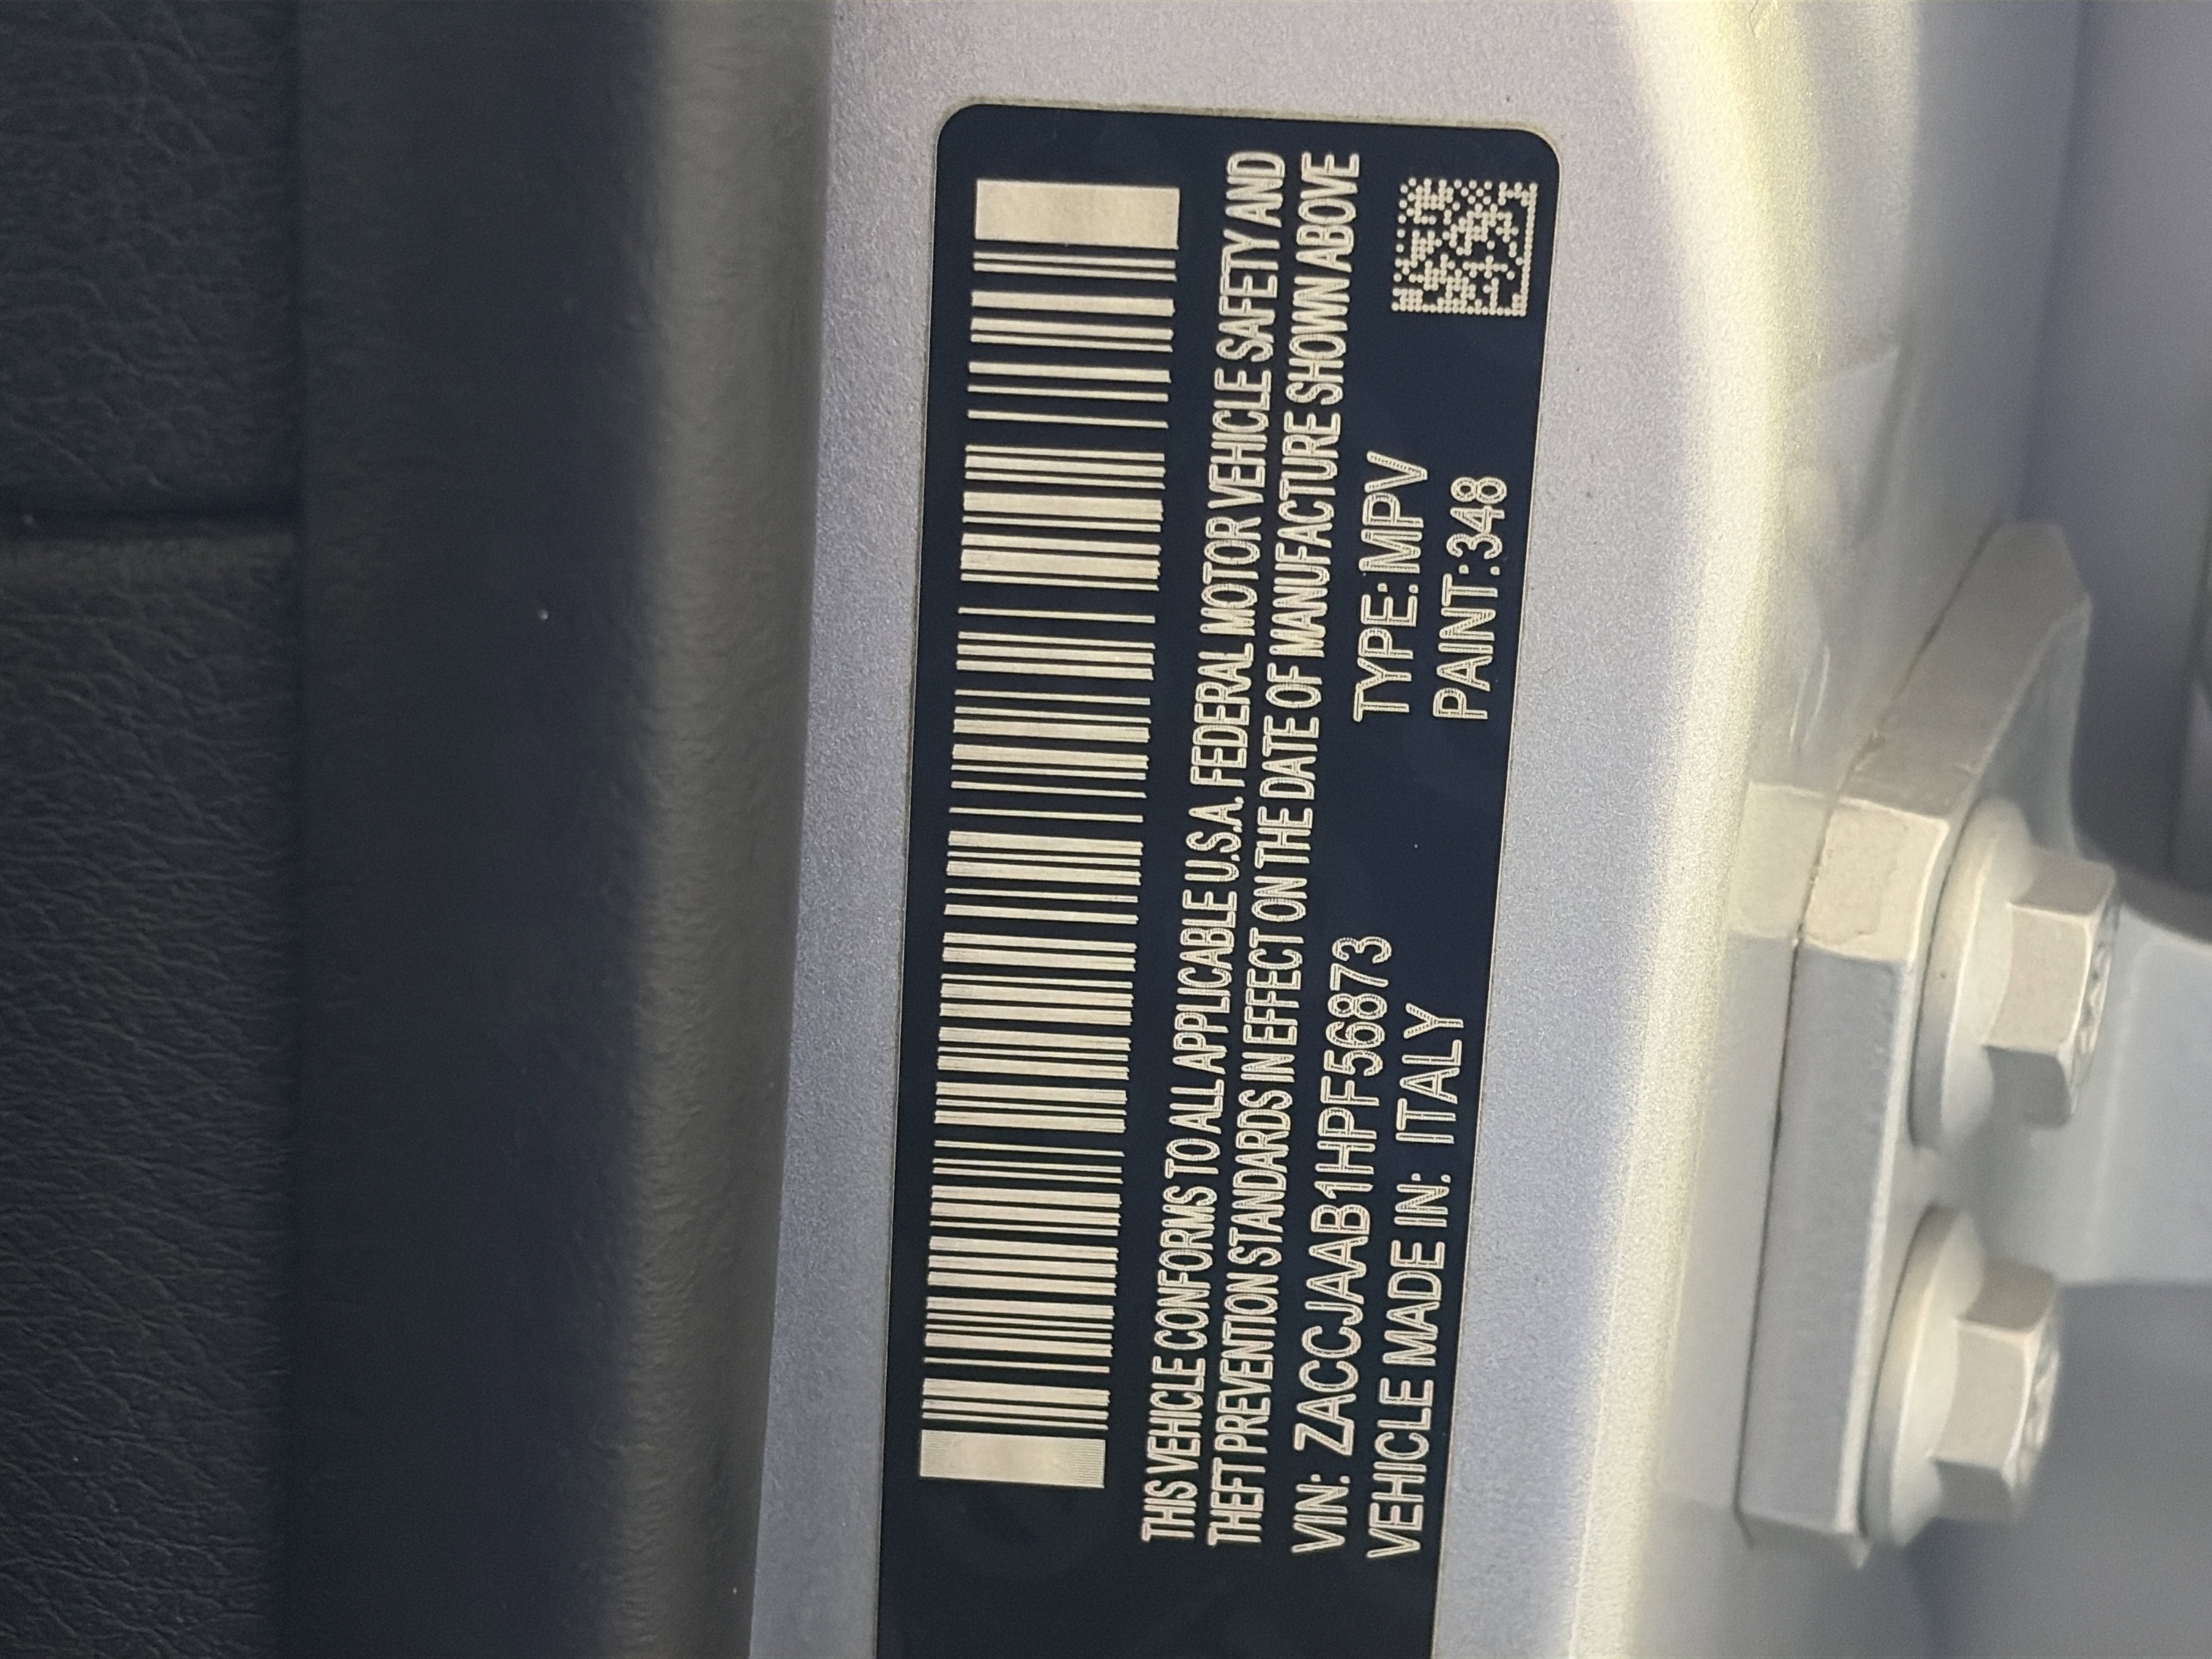 THIS VEHICLE CONFORMS TO ALL APPLICABLE U.S.A. FEDERAL MOTOR VEHICLE SAFETY AND
THEFT PREVENTION STANDARDS IN EFFECT ON THE DATE OF MANUFACTURE SHOWN ABOVE
VIN: ZACCJAAB1HPF56873 TYPE:MPV
VEHICLE MADE IN: ITALY PAINT:348